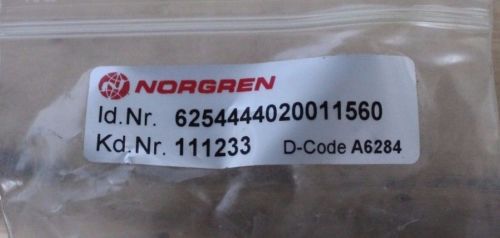 NORGREN
Id.Nr. 6254444020011560
Kd.Nr. 111233 D-Code A6284